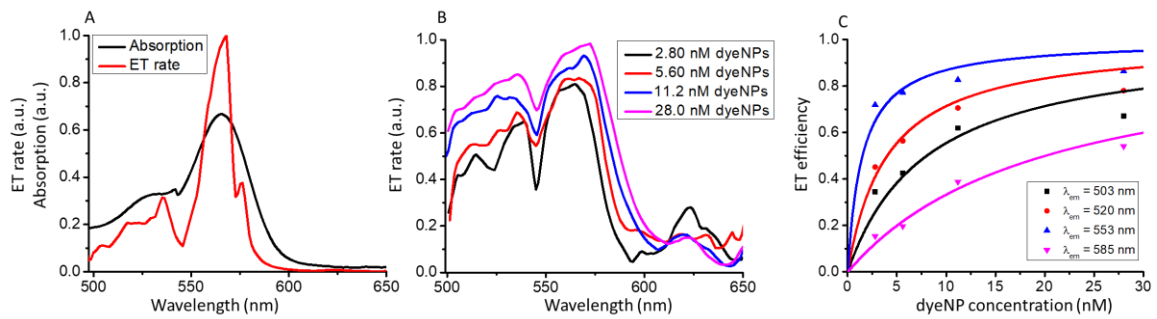 A
Absorption
ET rate
ET rate (a.u.)
Absorption (a.u.)
1.0
0.8
0.6
0.4
0.2
0.0
500 550 600 650
Wavelength (nm)
B
2.80 nM dyeNPs
5.60 nM dyeNPs
11.2 nM dyeNPs
28.0 nM dyeNPs
ET rate (a.u.)
1.0
0.8
0.6
0.4
0.2
0.0
500 550 600 650
Wavelength (nm)
C
ET efficiency
1.0
0.8
0.6
0.4
0.2
0.0
λem = 503 nm
λem = 520 nm
λem = 553 nm
λem = 585 nm
0 5 10 15 20 25 30
dyeNP concentration (nM)